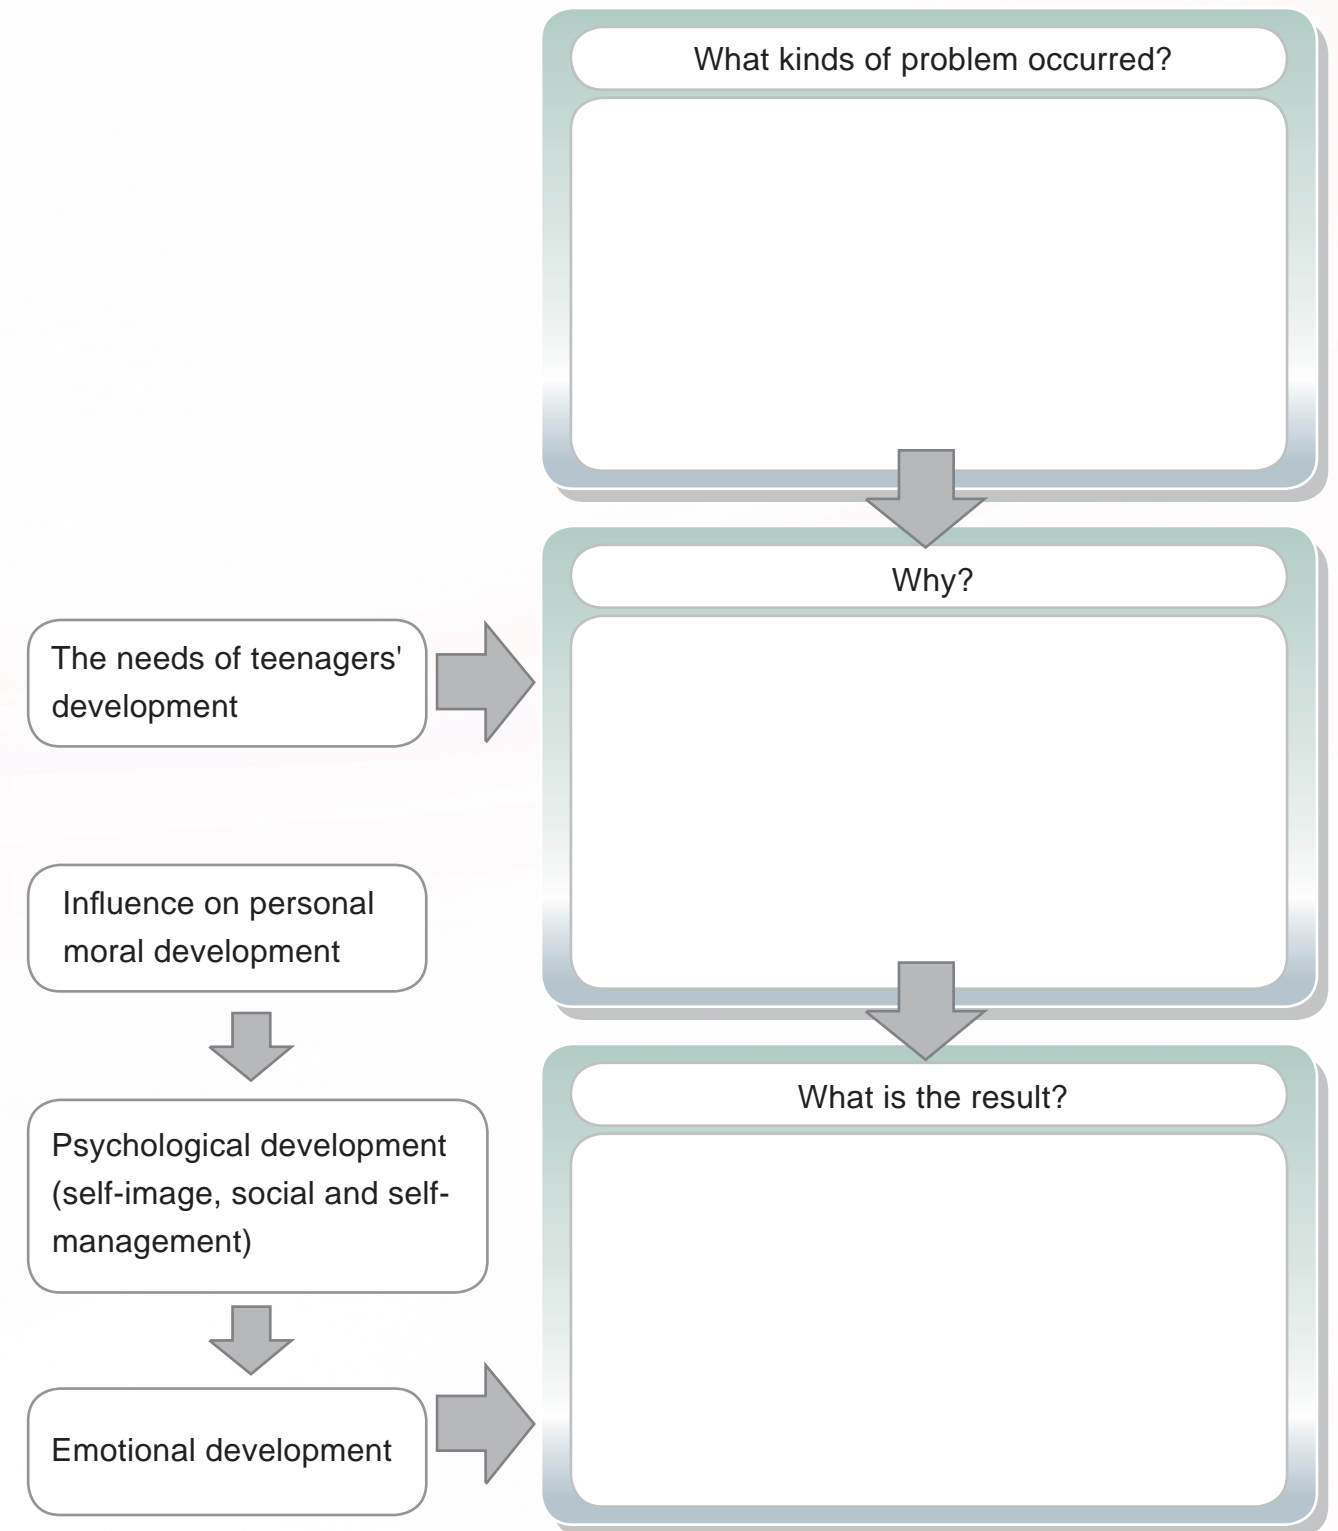 What kinds of problem occurred?
Why?
The needs of teenagers'
development
Influence on personal
moral development
What is the result?
Psychological development
(self-image, social and self-
management)
Emotional development